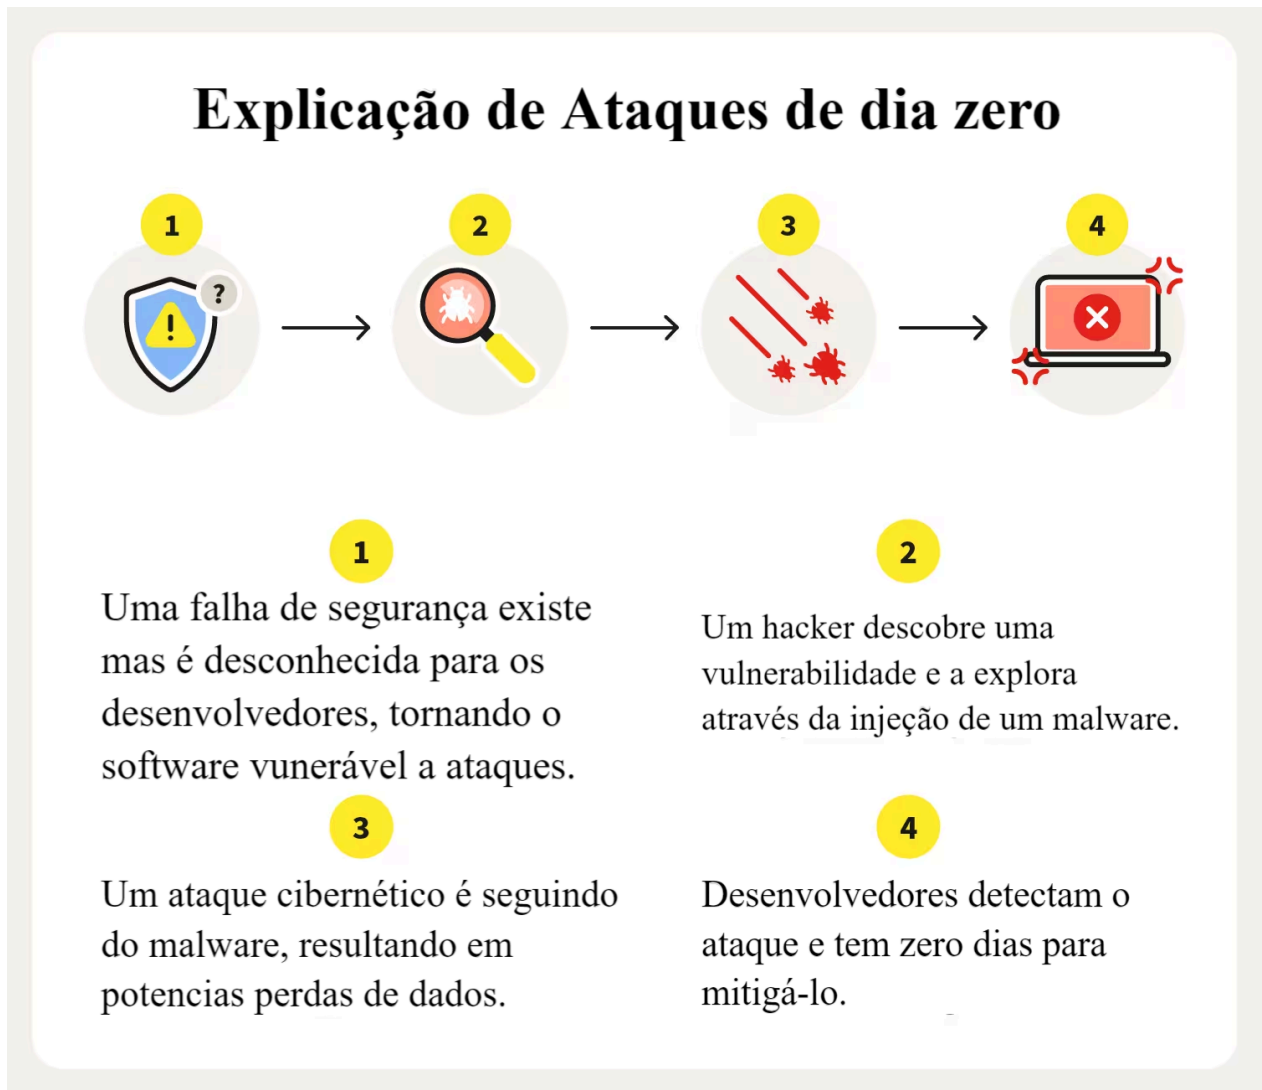 Explicação de Ataques de dia zero
1
2
3
4
?
!
1
Uma falha de segurança existe
mas é desconhecida para os
desenvolvedores, tornando o
software vunerável a ataques.
2
Um hacker descobre uma
vulnerabilidade e a explora
através da injeção de um malware.
3
Um ataque cibernético é seguindo
do malware, resultando em
potencias perdas de dados.
4
Desenvolvedores detectam o
ataque e tem zero dias para
mitigá-lo.